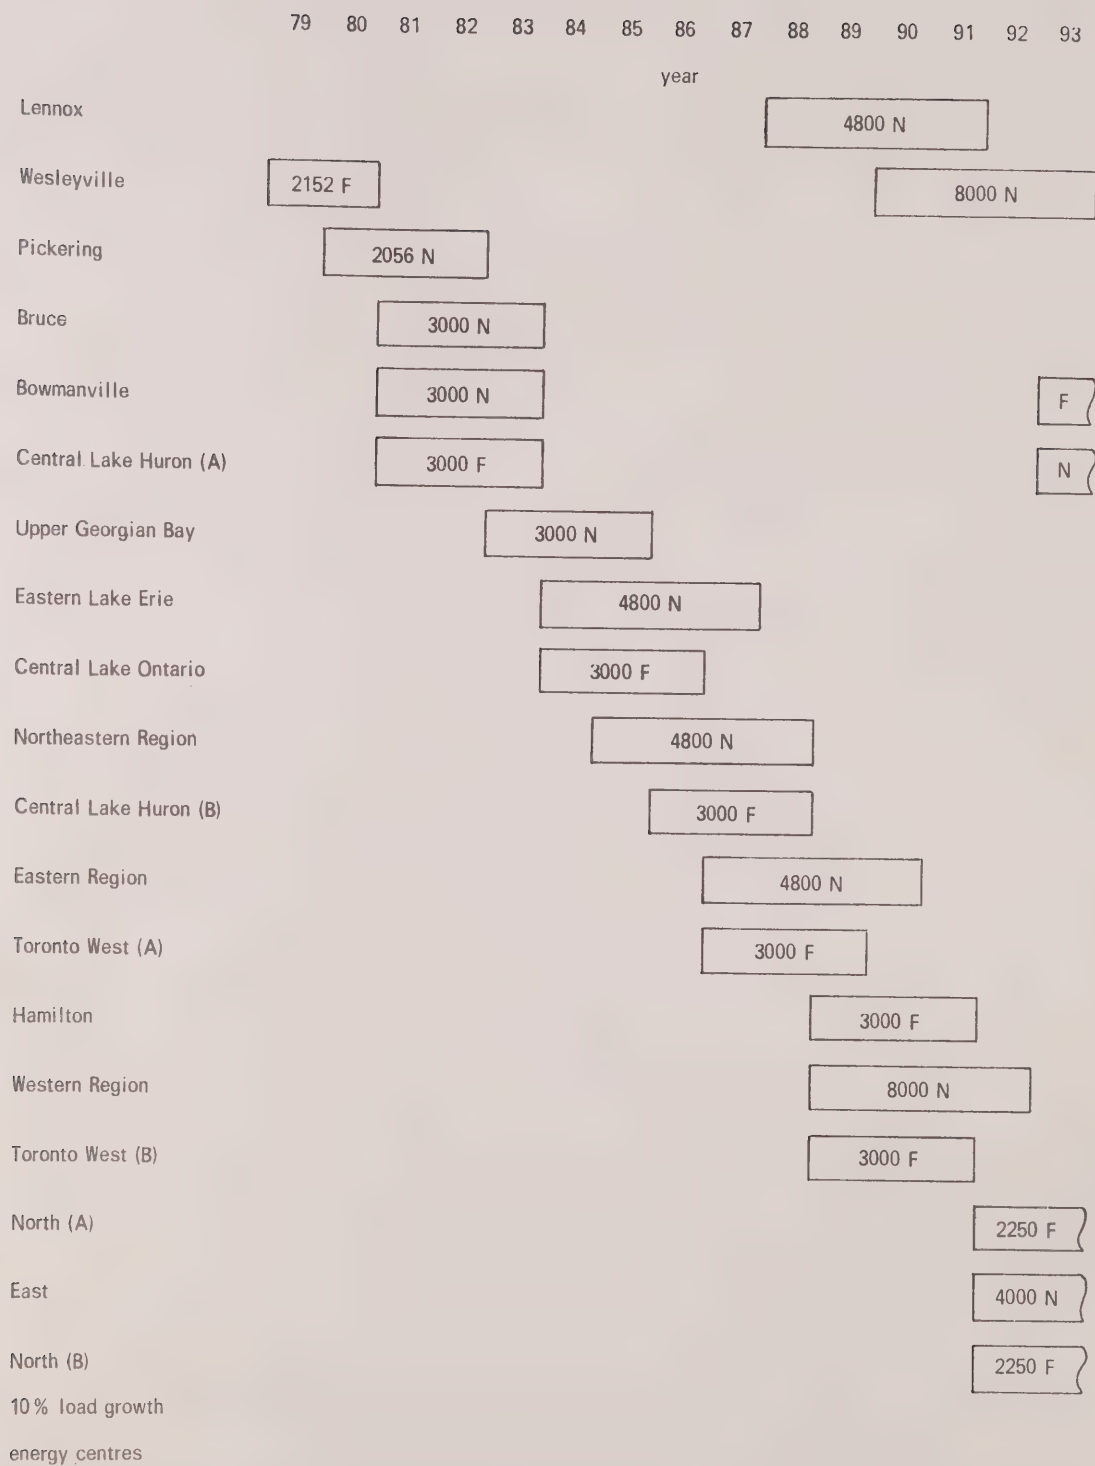 79 80 81 82 83 84 85 86 87 88 89 90 91 92 93
year
Lennox 4800 N
Wesleyville 2152 F 8000 N
Pickering 2056 N
Bruce 3000 N
Bowmanville 3000 N F
Central Lake Huron (A) 3000 F N
Upper Georgian Bay 3000 N
Eastern Lake Erie 4800 N
Central Lake Ontario 3000 F
Northeastern Region 4800 N
Central Lake Huron (B) 3000 F
Eastern Region 4800 N
Toronto West (A) 3000 F
Hamilton 3000 F
Western Region 8000 N
Toronto West (B) 3000 F
North (A) 2250 F
East 4000 N
North (B) 2250 F
10% load growth
energy centres